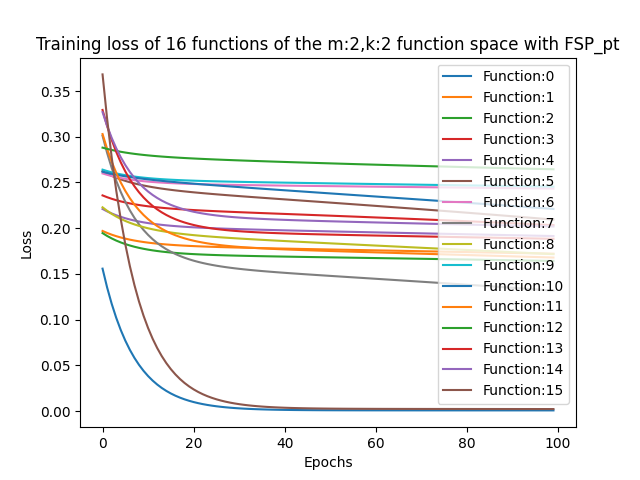 Training loss of 16 functions of the m:2,k:2 function space with FSP_pt
Loss
0.35
0.30
0.25
0.20
0.15
0.10
0.05
0.00
0 20 40 60 80 100
Epochs
Function:0
Function:1
Function:2
Function:3
Function:4
Function:5
Function:6
Function:7
Function:8
Function:9
Function:10
Function:11
Function:12
Function:13
Function:14
Function:15